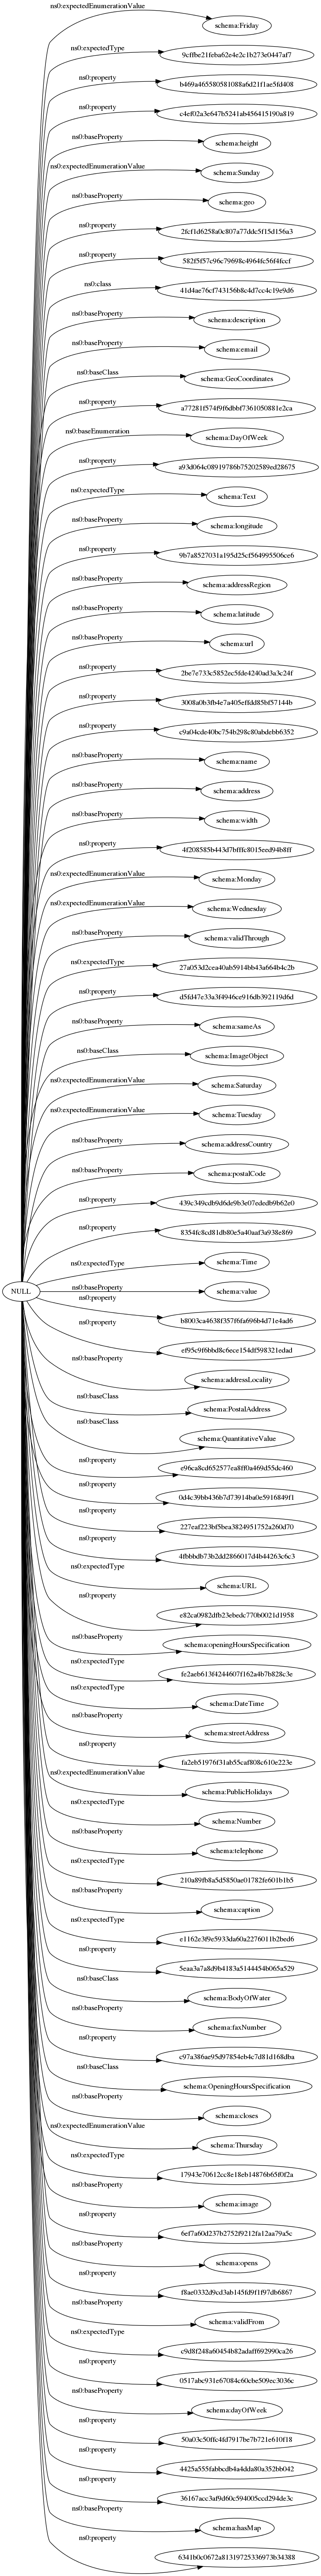 ns0:expectedEnumerationValue
schema:Friday
ns0:expectedType
9cffbe21feba62e4e2c1b273e0447af7
ns0:property
b469a465580581088a6d21f1ae5fd408
ns0:property
c4ef02a3e647b5241ab456415190a819
ns0:baseProperty
schema:height
ns0:expectedEnumerationValue
schema:Sunday
ns0:baseProperty
schema:geo
ns0:property
2fcf1d6258a0c807a77ddc5f15d156a3
ns0:property
582f5f57c96c79698c4964fc56f4fccf
ns0:class
41d4ae76cf743156b8c4d7cc4c19e9d6
ns0:baseProperty
schema:description
ns0:baseProperty
schema:email
ns0:baseClass
schema:GeoCoordinates
ns0:property
a77281f574f9f6dbbf7361050881e2ca
ns0:baseEnumeration
schema:DayOfWeek
ns0:property
a93d064c08919786b75202589ed28675
ns0:expectedType
schema:Text
ns0:baseProperty
schema:longitude
ns0:property
9b7a8527031a195d25cf564995506ce6
ns0:baseProperty
schema:addressRegion
ns0:baseProperty
schema:latitude
ns0:baseProperty
schema:url
ns0:property
2be7e733c5852ec5fde4240ad3a3c24f
ns0:property
3008a0b3fb4e7a405effdd85bf57144b
ns0:property
c9a04cde40bc754b298c80abdebb6352
ns0:baseProperty
schema:name
ns0:baseProperty
schema:address
ns0:baseProperty
schema:width
ns0:property
4f208585b443d7bfffc8015eed94b8ff
ns0:expectedEnumerationValue
schema:Monday
ns0:expectedEnumerationValue
schema:Wednesday
ns0:baseProperty
schema:validThrough
ns0:expectedType
27a053d2cea40ab5914bb43a664b4c2b
ns0:property
d5fd47e33a3f4946ce916db392119d6d
ns0:baseProperty
schema:sameAs
ns0:baseClass
schema:ImageObject
ns0:expectedEnumerationValue
schema:Saturday
ns0:expectedEnumerationValue
schema:Tuesday
ns0:baseProperty
schema:addressCountry
ns0:baseProperty
schema:postalCode
ns0:property
439c349cdb9d6de9b3e07ededb9b62e0
ns0:property
8354fc8cd81db80e5a40aaf3a938e869
ns0:expectedType
schema:Time
NULL
ns0:baseProperty
schema:value
ns0:property
b8003ca4638f357f6fa696b4d71e4ad6
ns0:property
ef95c9f6bbd8c6ece154df598321edad
ns0:baseProperty
schema:addressLocality
ns0:baseClass
schema:PostalAddress
ns0:baseClass
schema:QuantitativeValue
ns0:property
e96ca8cd652577ea8ff0a469d55dc460
ns0:property
0d4c39bb436b7d73914ba0e5916849f1
ns0:property
227eaf223bf5bea3824951752a260d70
ns0:property
4fbbbdb73b2dd2866017d4b44263c6c3
ns0:expectedType
schema:URL
ns0:property
e82ca0982dfb23ebedc770b0021d1958
ns0:baseProperty
schema:openingHoursSpecification
ns0:expectedType
fe2aeb613f4244607f162a4b7b828c3e
ns0:expectedType
schema:DateTime
ns0:baseProperty
schema:streetAddress
ns0:property
fa2eb51976f31ab55caf808c610e223e
ns0:expectedEnumerationValue
schema:PublicHolidays
ns0:expectedType
schema:Number
ns0:baseProperty
schema:telephone
ns0:expectedType
210a89fb8a5d5850ae01782fe601b1b5
ns0:baseProperty
schema:caption
ns0:expectedType
e1162e3f9e5933da60a2276011b2bed6
ns0:property
5eaa3a7a8d9b4183a5144454b065a529
ns0:baseClass
schema:BodyOfWater
ns0:baseProperty
schema:faxNumber
ns0:property
c97a386ae95d97854eb4c7d81d168dba
ns0:baseClass
schema:OpeningHoursSpecification
ns0:baseProperty
schema:closes
ns0:expectedEnumerationValue
schema:Thursday
ns0:expectedType
17943e70612cc8e18eb14876b65f0f2a
ns0:baseProperty
schema:image
ns0:property
6ef7a60d237b2752f9212fa12aa79a5c
ns0:baseProperty
schema:opens
ns0:property
f8ae0332d9cd3ab145fd9f1f97db6867
ns0:baseProperty
schema:validFrom
ns0:expectedType
c9d8f248a60454b82adaff692990ca26
ns0:property
0517abc931e67084c60cbe509ec3036c
ns0:baseProperty
schema:dayOfWeek
ns0:property
50a03c50ffc4fd7917be7b721e610f18
ns0:property
4425a555fabbcdb4a4dda80a352bb042
ns0:property
36167acc3af9d60c594005ccd294de3c
ns0:baseProperty
schema:hasMap
ns0:property
6341b0c0672a81319725336973b34388